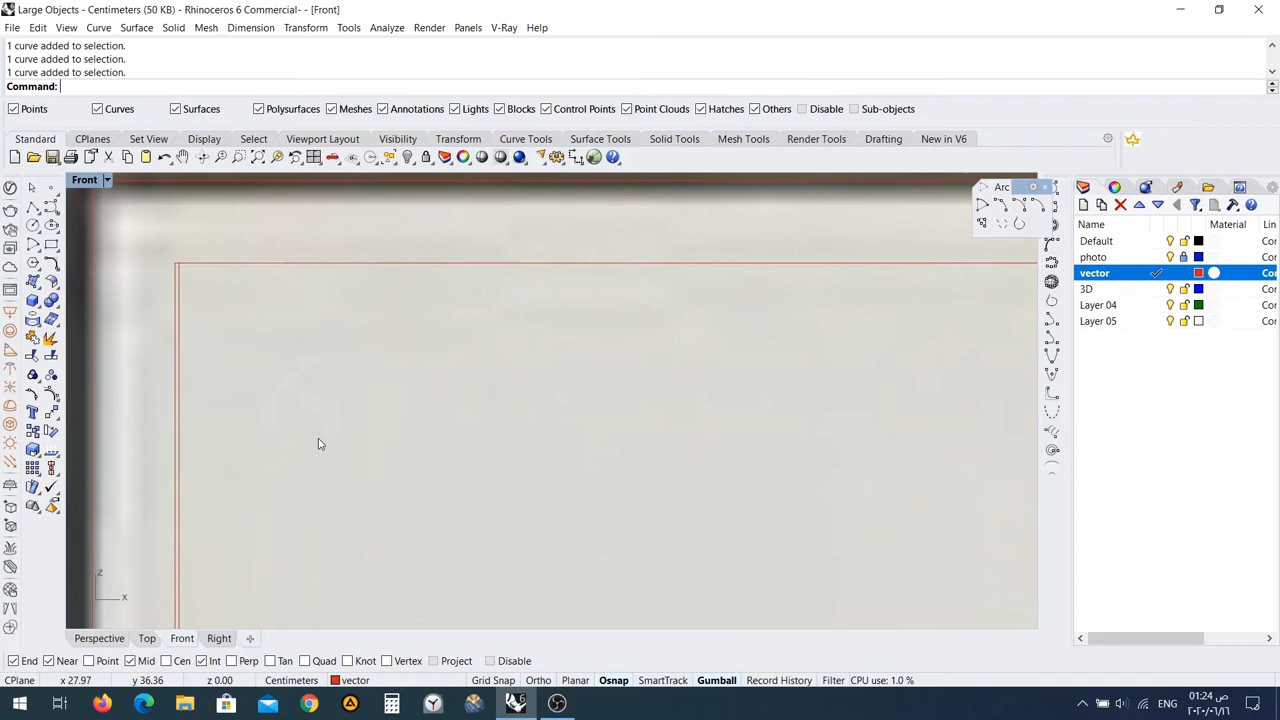 Large Objects - Centimeters (50 KB) - Rhinoceros 6 Commercial- - [Front]
File Edit View Curve Surface Solid Mesh Dimension Transform Tools Analyze Render Panels V-Ray Help
1 curve added to selection.
1 curve added to selection.
1 curve added to selection.
Command:
Points Curves Surfaces Polysurfaces Meshes Annotations Lights Blocks Control Points Point Clouds Hatches Others Disable Sub-objects
Standard CPlanes Set View Display Select Viewport Layout Visibility Transform Curve Tools Surface Tools Solid Tools Mesh Tools Render Tools Drafting New in V6
Front
Arc
Name Material Lin
Default Cor
photo Cor
vector Cor
3D Cor
Layer 04 Cor
Layer 05 Cor
z
x
Perspective Top Front Right
End Near Point Mid Cen Int Perp Tan Quad Knot Vertex Project Disable
CPlane x 27.97 y 36.36 z 0.00 Centimeters vector Grid Snap Ortho Planar Osnap SmartTrack Gumball Record History Filter CPU use: 1.0 %
ENG
01:24 ص